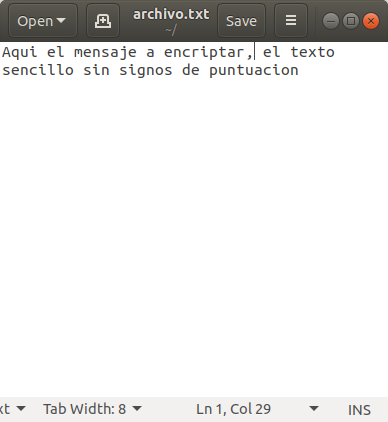 Open archivo.txt Save
~/
Aqui el mensaje a encriptar, el texto
sencillo sin signos de puntuacion
xt Tab Width: 8 Ln 1, Col 29 INS